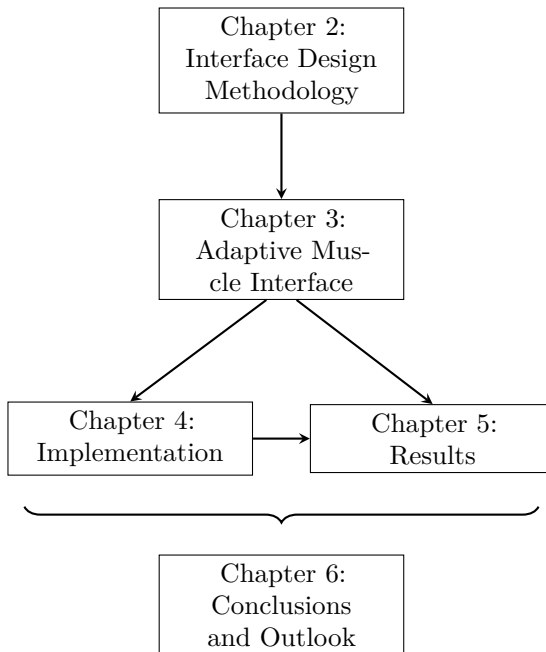 Chapter 2:
Interface Design
Methodology
Chapter 3:
Adaptive Mus-
cle Interface
Chapter 4:
Implementation
Chapter 5:
Results
Chapter 6:
Conclusions
and Outlook